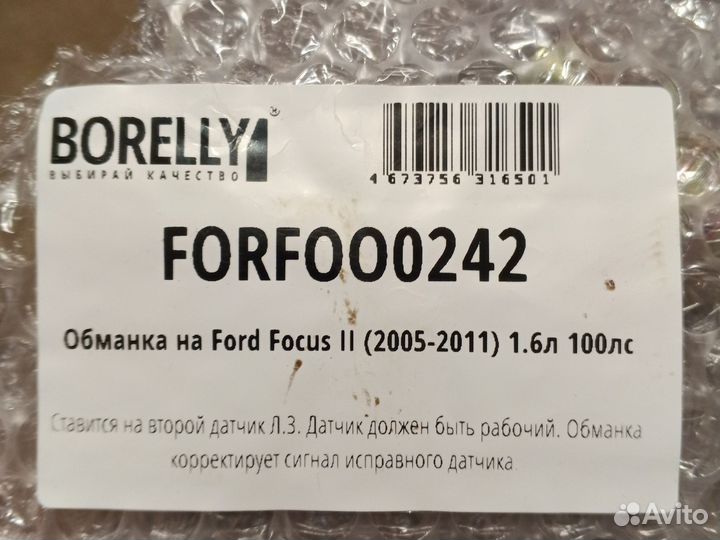 BORELLY®
ВЫБИРАЙ КАЧЕСТВО
4 673756 316501
FORFOO0242
Обманка на Ford Focus II (2005-2011) 1.6л 100лс
Ставится на второй датчик Л.З. Датчик должен быть рабочий. Обманка
корректирует сигнал исправного датчика.
Avito